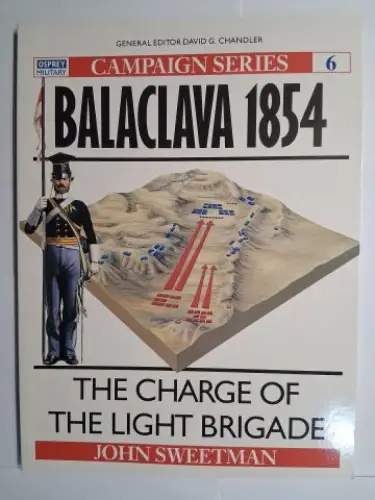 GENERAL EDITOR DAVID G. CHANDLER
OSPREY
MILITARY
CAMPAIGN SERIES 6
BALACLAVA 1854
THE CHARGE OF
THE LIGHT BRIGADE
JOHN SWEETMAN